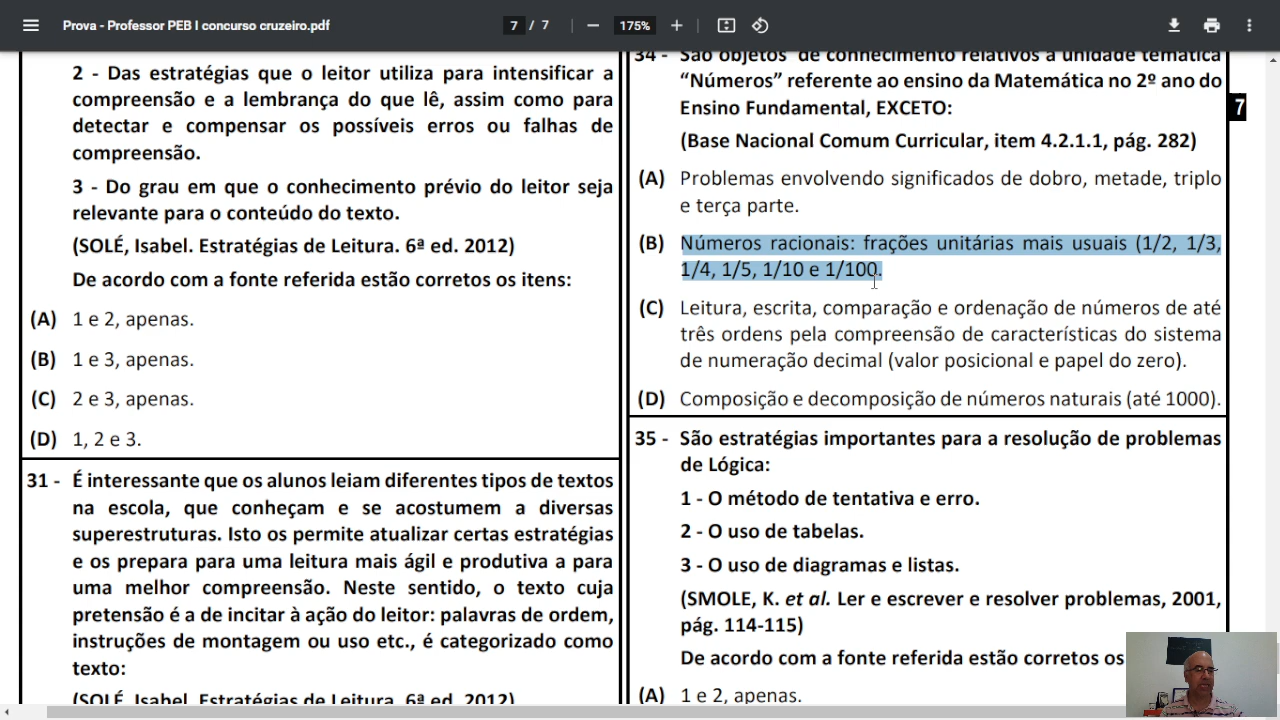 Prova - Professor PEB I concurso cruzeiro.pdf
7 / 7
175%
2 - Das estratégias que o leitor utiliza para intensificar a
compreensão e a lembrança do que lê, assim como para
detectar e compensar os possíveis erros ou falhas de
compreensão.
3 - Do grau em que o conhecimento prévio do leitor seja
relevante para o conteúdo do texto.
(SOLÉ, Isabel. Estratégias de Leitura. 6ª ed. 2012)
De acordo com a fonte referida estão corretos os itens:
(A) 1 e 2, apenas.
(B) 1 e 3, apenas.
(C) 2 e 3, apenas.
(D) 1, 2 e 3.
31 - É interessante que os alunos leiam diferentes tipos de textos
na escola, que conheçam e se acostumem a diversas
superestruturas. Isto os permite atualizar certas estratégias
e os prepara para uma leitura mais ágil e produtiva a para
uma melhor compreensão. Neste sentido, o texto cuja
pretensão é a de incitar à ação do leitor: palavras de ordem,
instruções de montagem ou uso etc., é categorizado como
texto:
(SOLÉ, Isabel. Estratégias de Leitura. 6ª ed. 2012)
34 - São objetos de conhecimento relativos à unidade temática
“Números” referente ao ensino da Matemática no 2º ano do
Ensino Fundamental, EXCETO:
(Base Nacional Comum Curricular, item 4.2.1.1, pág. 282)
(A) Problemas envolvendo significados de dobro, metade, triplo
e terça parte.
(B) Números racionais: frações unitárias mais usuais (1/2, 1/3,
1/4, 1/5, 1/10 e 1/100.
(C) Leitura, escrita, comparação e ordenação de números de até
três ordens pela compreensão de características do sistema
de numeração decimal (valor posicional e papel do zero).
(D) Composição e decomposição de números naturais (até 1000).
35 - São estratégias importantes para a resolução de problemas
de Lógica:
1 - O método de tentativa e erro.
2 - O uso de tabelas.
3 - O uso de diagramas e listas.
(SMOLE, K. et al. Ler e escrever e resolver problemas, 2001,
pág. 114-115)
De acordo com a fonte referida estão corretos os
(A) 1 e 2, apenas.
7